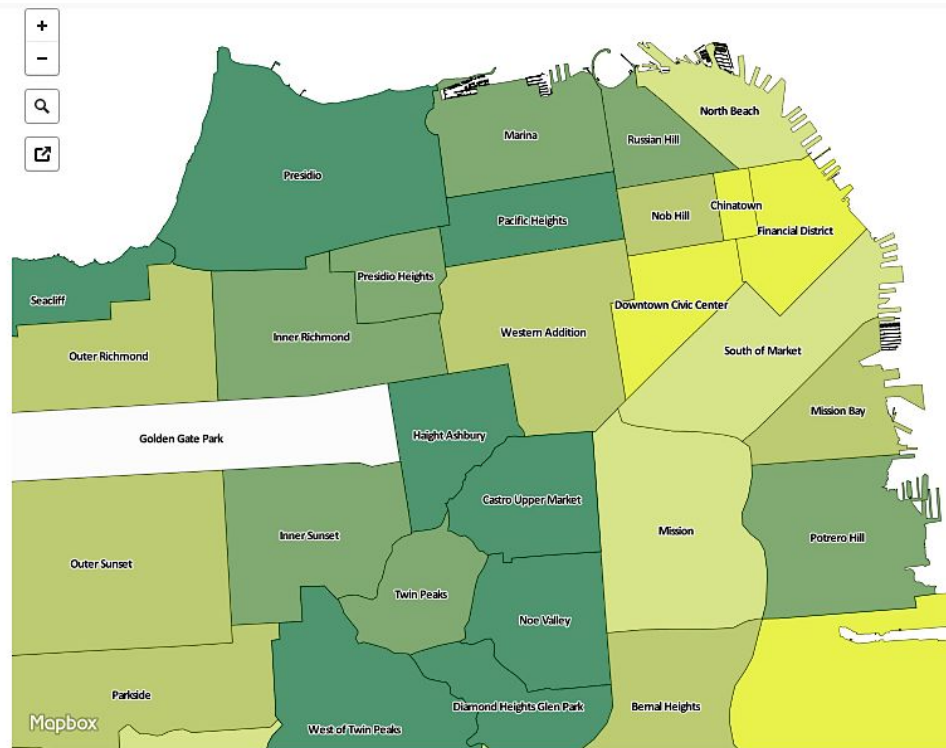 +
−
North Beach
Marina
Russian Hill
Presidio
Chinatown
Pacific Heights
Nob Hill
Financial District
Presidio Heights
Seacliff
Downtown Civic Center
Western Addition
Inner Richmond
Outer Richmond
South of Market
Mission Bay
Golden Gate Park
Haight Ashbury
Castro Upper Market
Mission
Inner Sunset
Potrero Hill
Outer Sunset
Twin Peaks
Noe Valley
Parkside
Diamond Heights Glen Park
Bernal Heights
Mapbox
West of Twin Peaks